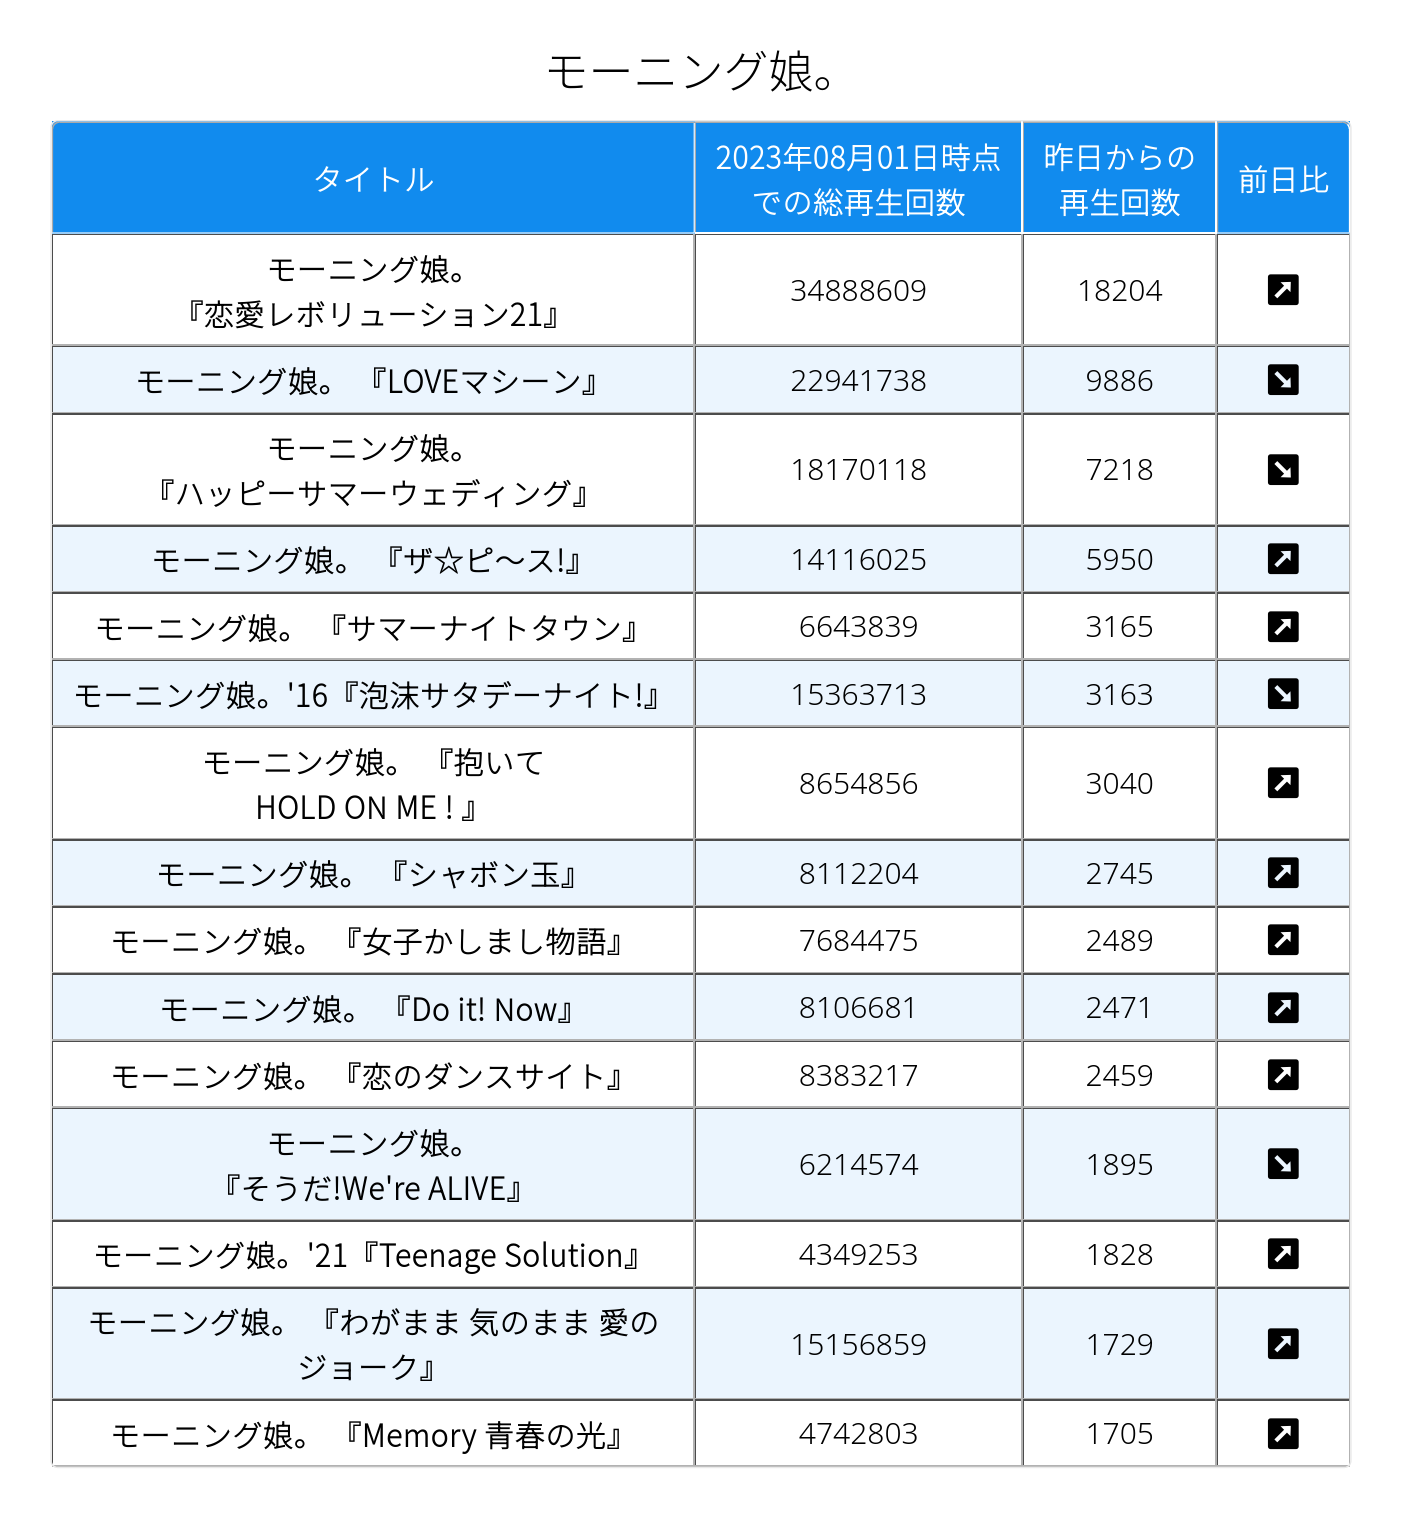 モーニング娘。
タイトル
2023年08月01日時点
での総再生回数
昨日からの
再生回数
前日比
モーニング娘。
『恋愛レボリューション21』
34888609
18204
↗
モーニング娘。 『LOVEマシーン』
22941738
9886
↘
モーニング娘。
『ハッピーサマーウェディング』
18170118
7218
↘
モーニング娘。 『ザ☆ピ〜ス!』
14116025
5950
↗
モーニング娘。 『サマーナイトタウン』
6643839
3165
↗
モーニング娘。'16『泡沫サタデーナイト!』
15363713
3163
↘
モーニング娘。 『抱いて
HOLD ON ME ! 』
8654856
3040
↗
モーニング娘。 『シャボン玉』
8112204
2745
↗
モーニング娘。 『女子かしまし物語』
7684475
2489
↗
モーニング娘。 『Do it! Now』
8106681
2471
↗
モーニング娘。 『恋のダンスサイト』
8383217
2459
↗
モーニング娘。
『そうだ!We're ALIVE』
6214574
1895
↘
モーニング娘。'21『Teenage Solution』
4349253
1828
↗
モーニング娘。 『わがまま 気のまま 愛の
ジョーク』
15156859
1729
↗
モーニング娘。 『Memory 青春の光』
4742803
1705
↗